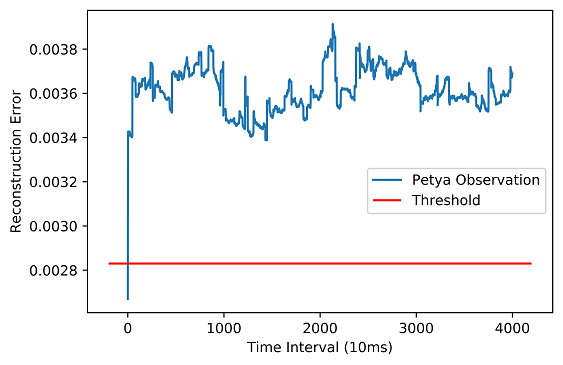 0.0038
0.0036
0.0034
0.0032
0.0030
0.0028
Reconstruction Error
Petya Observation
Threshold
0 1000 2000 3000 4000
Time Interval (10ms)